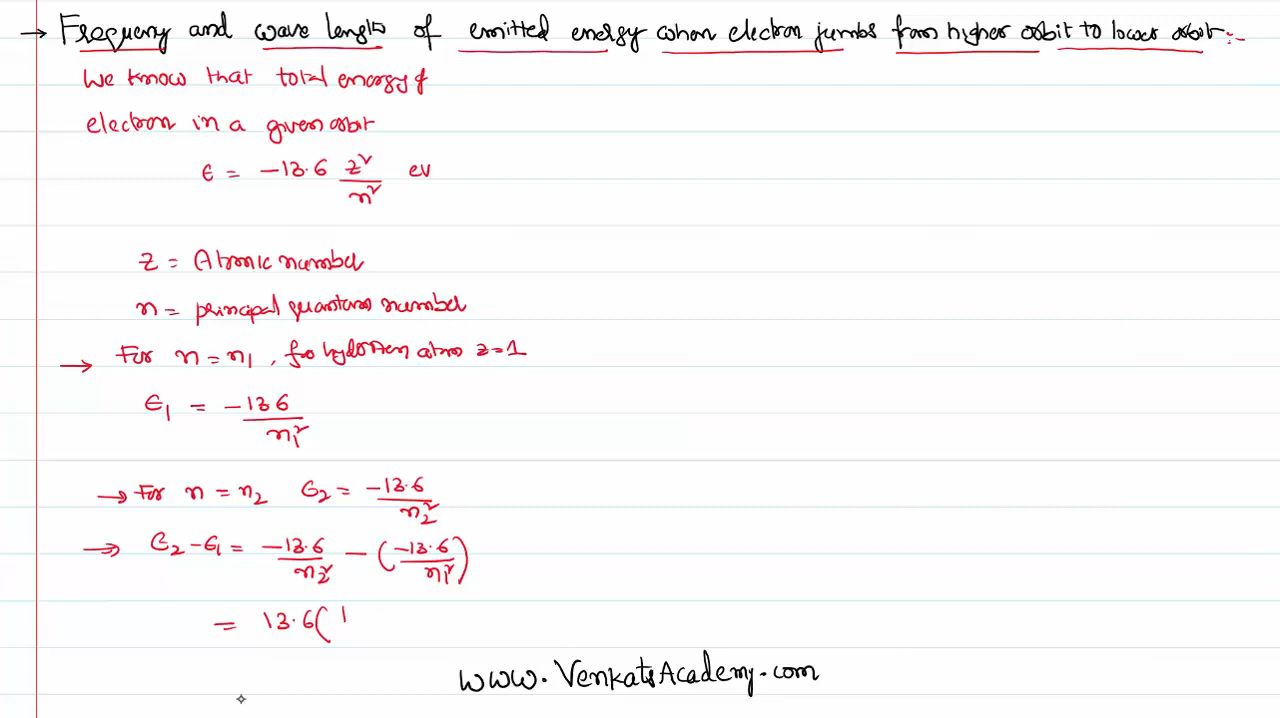 → Frequency and wave length of emitted energy when electron jumbs from higher orbit to lower orbit:-
We know that total energy of
electron in a given orbit
E = -13.6 z²/n² ev
z = Atomic number
n = principal quantum number
→ For n = n₁, for hydrogen atom z = 1
E₁ = -13.6/n₁²
→ For n = n₂ E₂ = -13.6/n₂²
→ E₂ - E₁ = -13.6/n₂² - (-13.6/n₁²)
= 13.6( 1
www.VenkatsAcademy.com